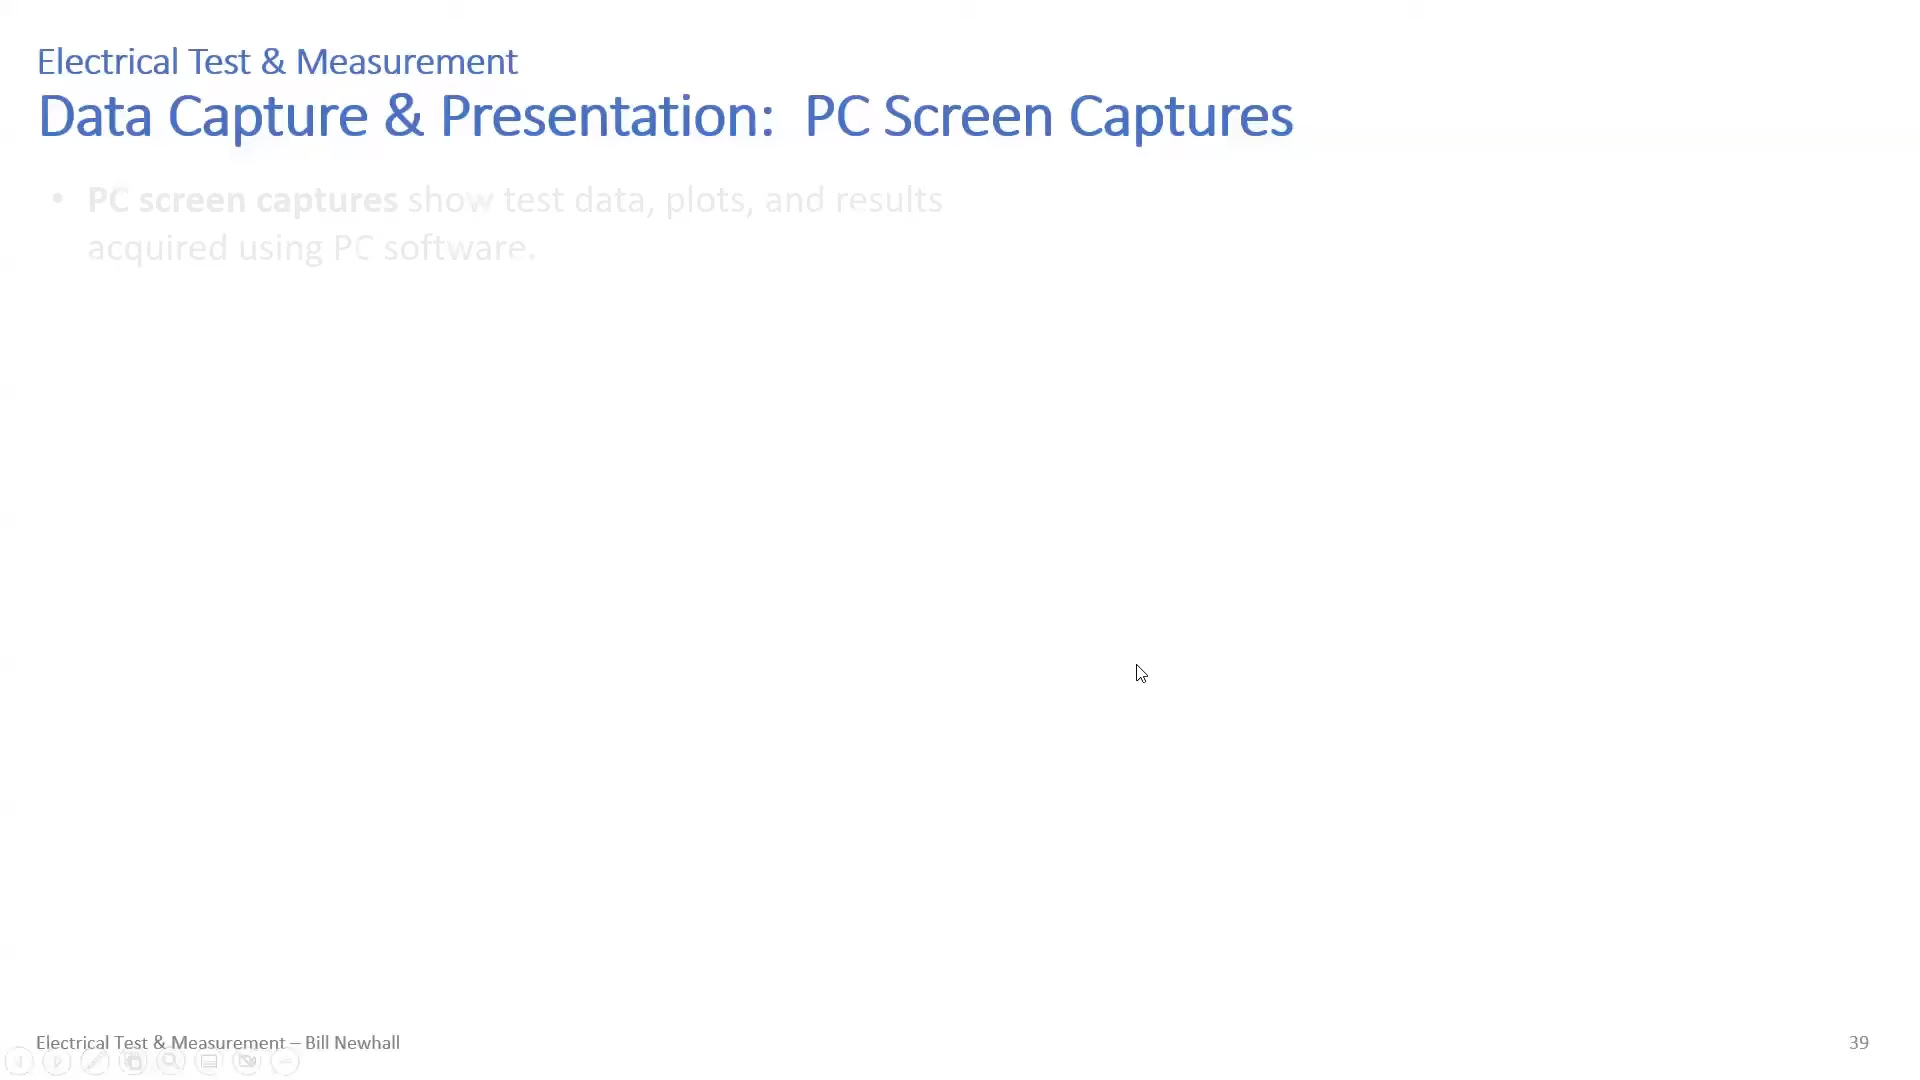 Electrical Test & Measurement
Data Capture & Presentation:  PC Screen Captures
• PC screen captures show test data, plots, and results
acquired using PC software.
Electrical Test & Measurement – Bill Newhall
39